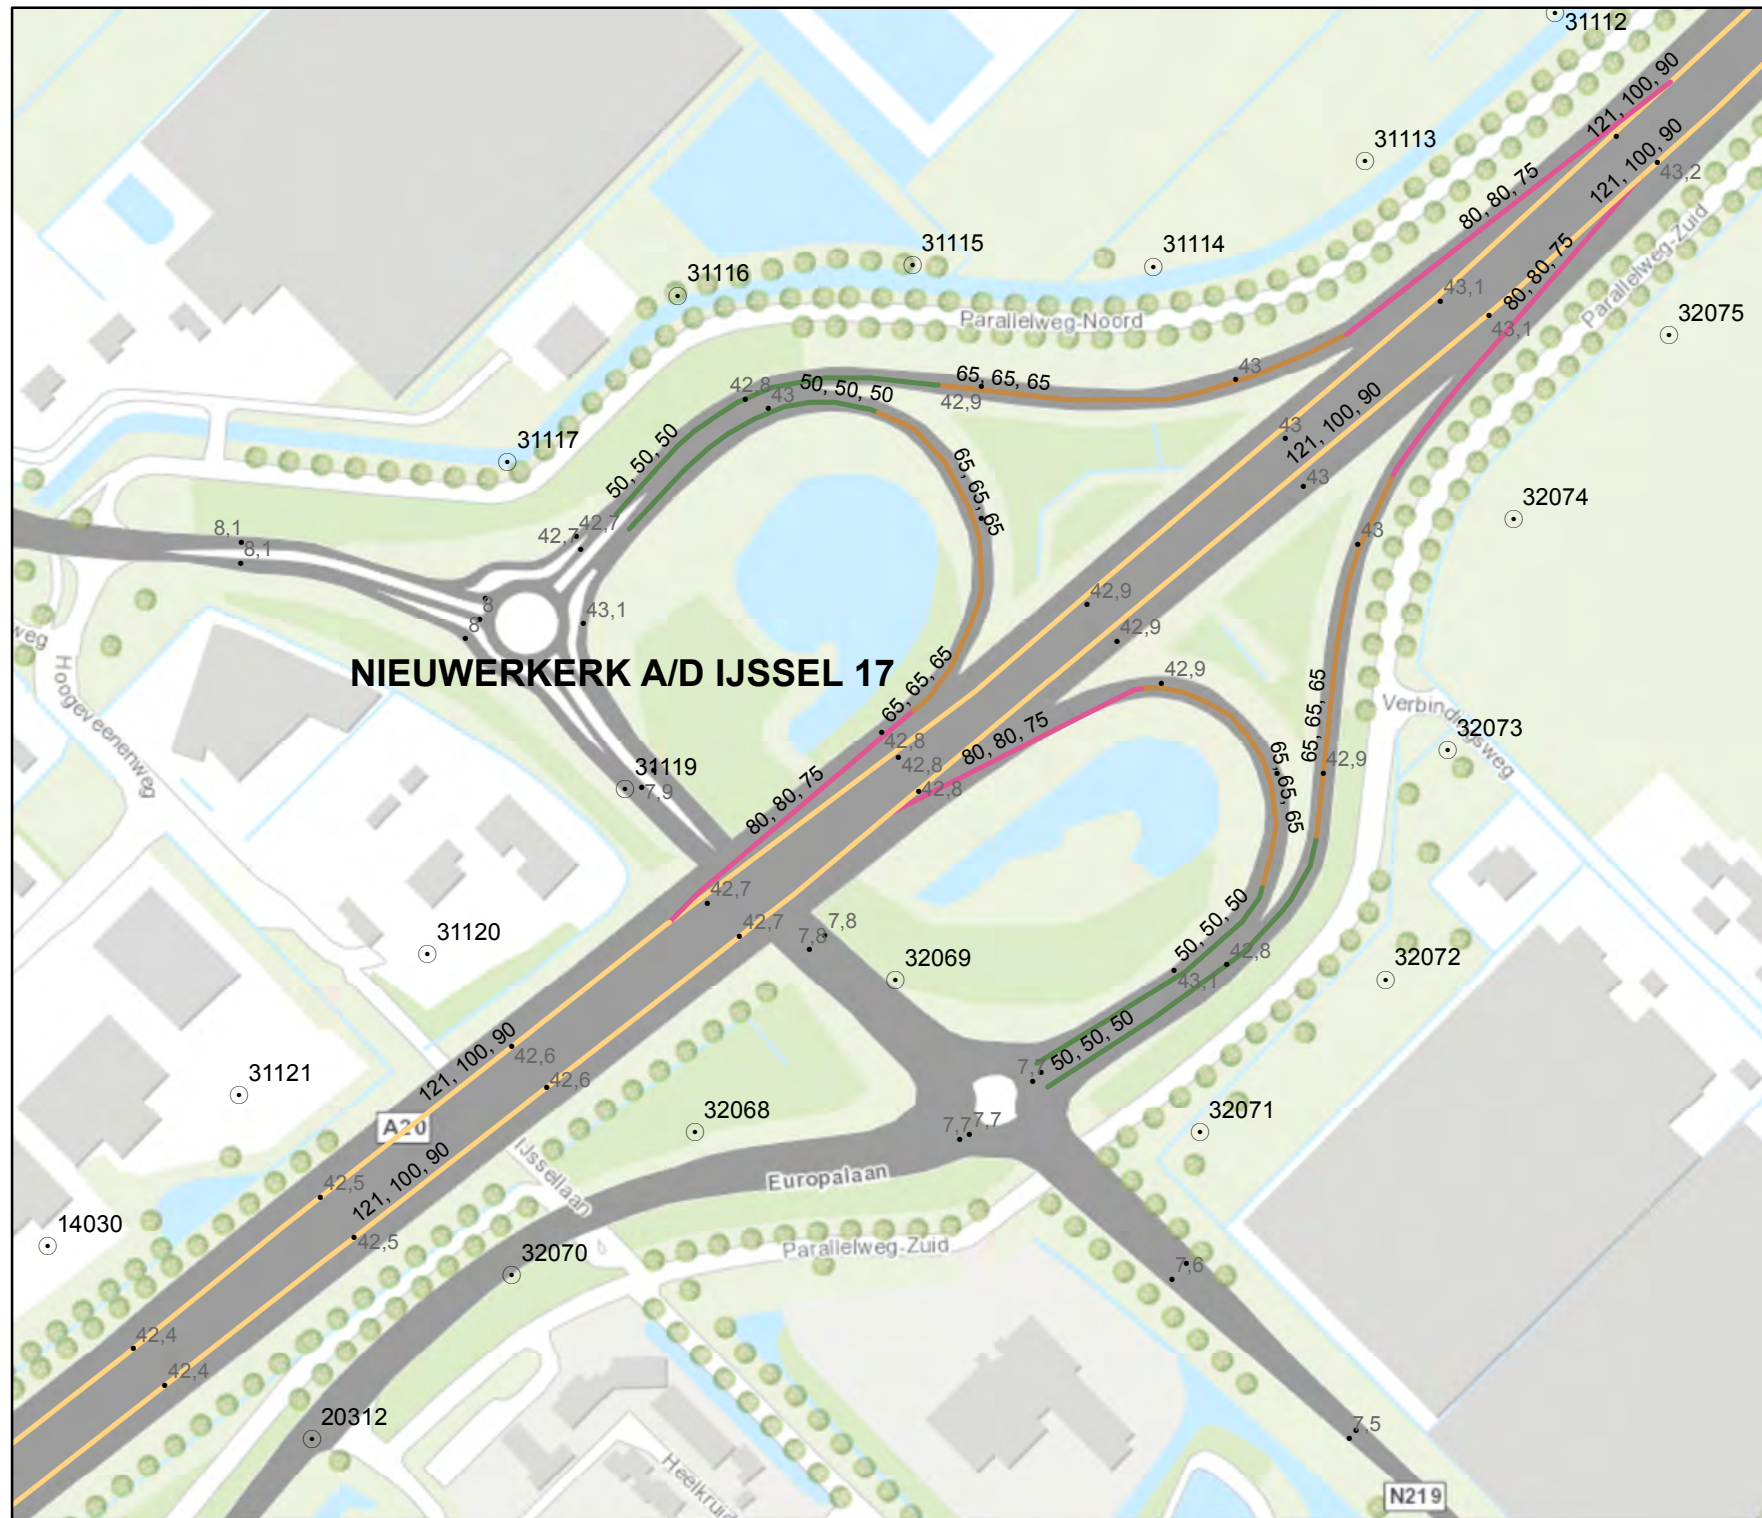 31112
121, 100, 90
31113
121, 100, 90
43,2
80, 80, 75
Parallelweg-Zuid
31115
31114
31116
80, 80, 75
43,1
Parallelweg-Noord
43,1
32075
42,8
50, 50, 50
43
65, 65, 65
42,9
43
121, 100, 90
43
31117
50, 50, 50
65, 65, 65
43
32074
8,1
8,1
42,7
42,7
43
8
8
43,1
42,9
42,9
weg
Hoogeveenenweg
NIEUWERKERK A/D IJSSEL 17
65, 65, 65
42,9
65, 65, 65
Verbindingsweg
32073
42,8
42,8
80, 80, 75
42,8
65, 65, 65
42,9
31119
7,9
80, 80, 75
42,7
42,7
7,8
7,8
31120
32069
50, 50, 50
42,8
43,1
32072
50, 50, 50
121, 100, 90
42,6
42,6
7,7
31121
A20
32068
7,7
7,7
32071
IJssellaan
121, 100, 90
42,5
42,5
Europalaan
14030
32070
Parallelweg-Zuid
7,6
42,4
42,4
20312
7,5
Heelkruid
N219